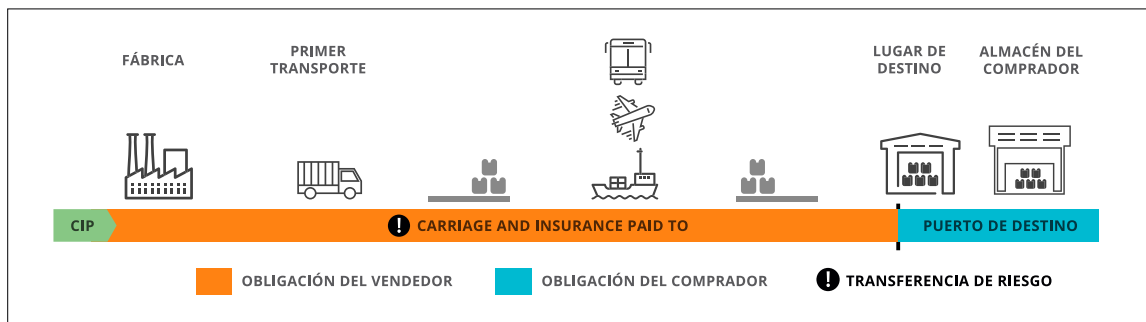 FÁBRICA
PRIMER
TRANSPORTE
LUGAR DE
DESTINO
ALMACÉN DEL
COMPRADOR
CIP
! CARRIAGE AND INSURANCE PAID TO
PUERTO DE DESTINO
OBLIGACIÓN DEL VENDEDOR
OBLIGACIÓN DEL COMPRADOR
! TRANSFERENCIA DE RIESGO